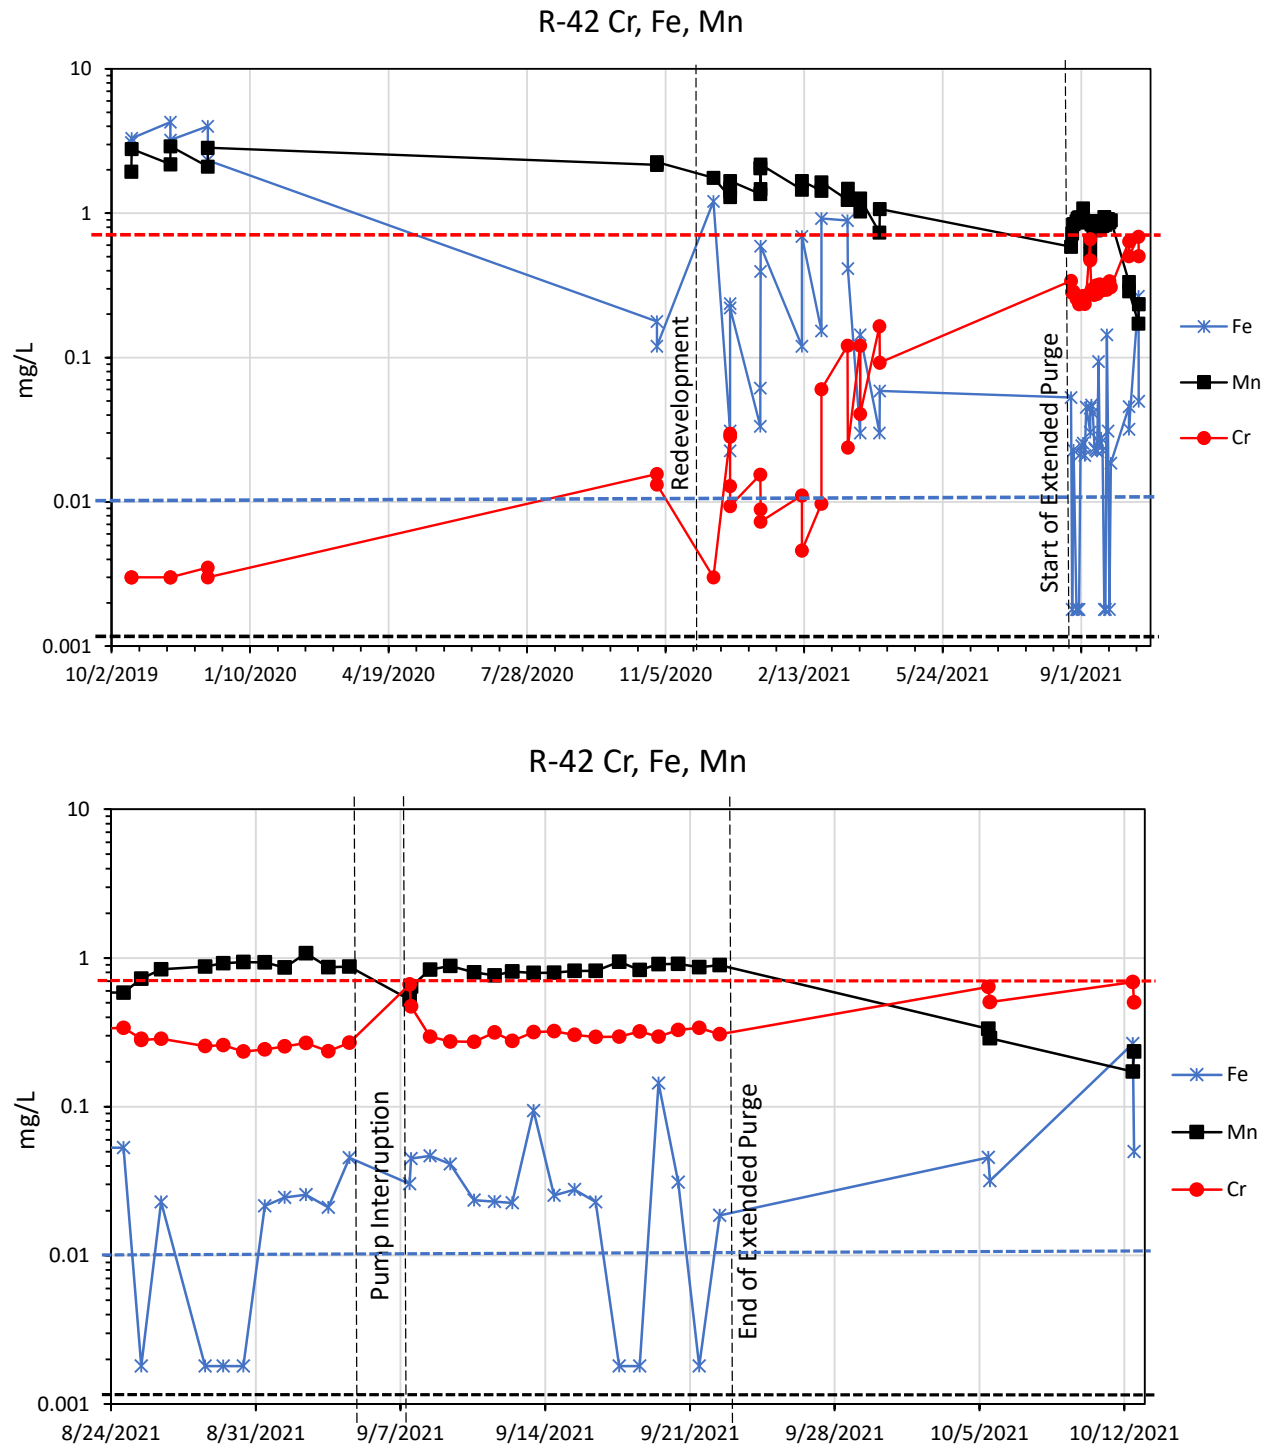 R-42 Cr, Fe, Mn
10
1
0.1
0.01
0.001
mg/L
Redevelopment
Start of Extended Purge
10/2/2019
1/10/2020
4/19/2020
7/28/2020
11/5/2020
2/13/2021
5/24/2021
9/1/2021
Fe
Mn
Cr
R-42 Cr, Fe, Mn
10
1
0.1
0.01
0.001
mg/L
Pump Interruption
End of Extended Purge
8/24/2021
8/31/2021
9/7/2021
9/14/2021
9/21/2021
9/28/2021
10/5/2021
10/12/2021
Fe
Mn
Cr